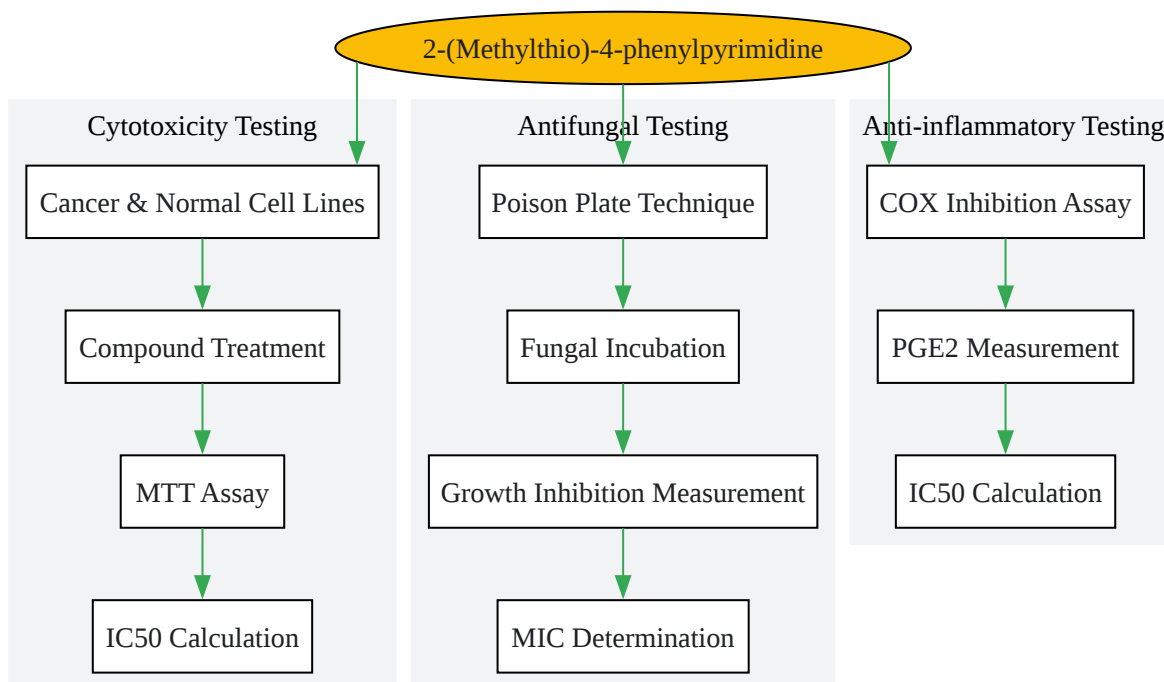 2-(Methylthio)-4-phenylpyrimidine
Cytotoxicity Testing
Cancer & Normal Cell Lines
Compound Treatment
MTT Assay
IC50 Calculation
Antifungal Testing
Poison Plate Technique
Fungal Incubation
Growth Inhibition Measurement
MIC Determination
Anti-inflammatory Testing
COX Inhibition Assay
PGE2 Measurement
IC50 Calculation